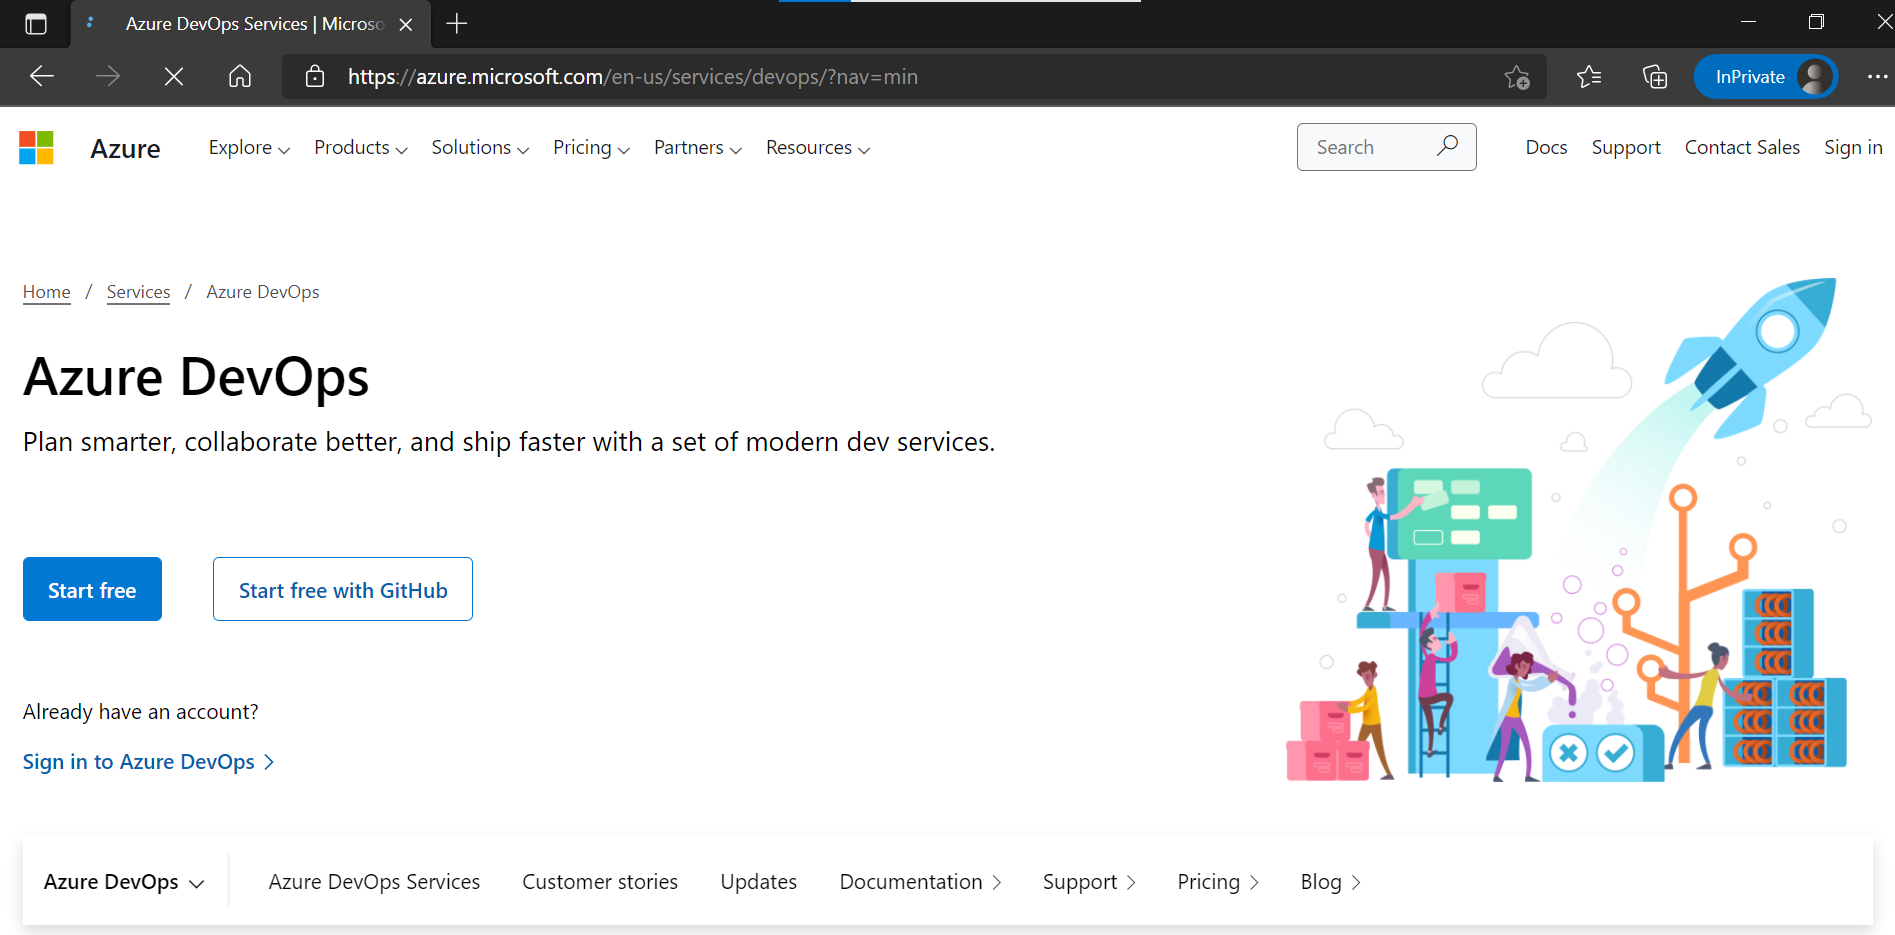 Azure DevOps Services | Microso
https://azure.microsoft.com/en-us/services/devops/?nav=min
InPrivate
Azure
Explore
Products
Solutions
Pricing
Partners
Resources
Search
Docs
Support
Contact Sales
Sign in
Home / Services / Azure DevOps
Azure DevOps
Plan smarter, collaborate better, and ship faster with a set of modern dev services.
Start free
Start free with GitHub
Already have an account?
Sign in to Azure DevOps
Azure DevOps
Azure DevOps Services
Customer stories
Updates
Documentation
Support
Pricing
Blog